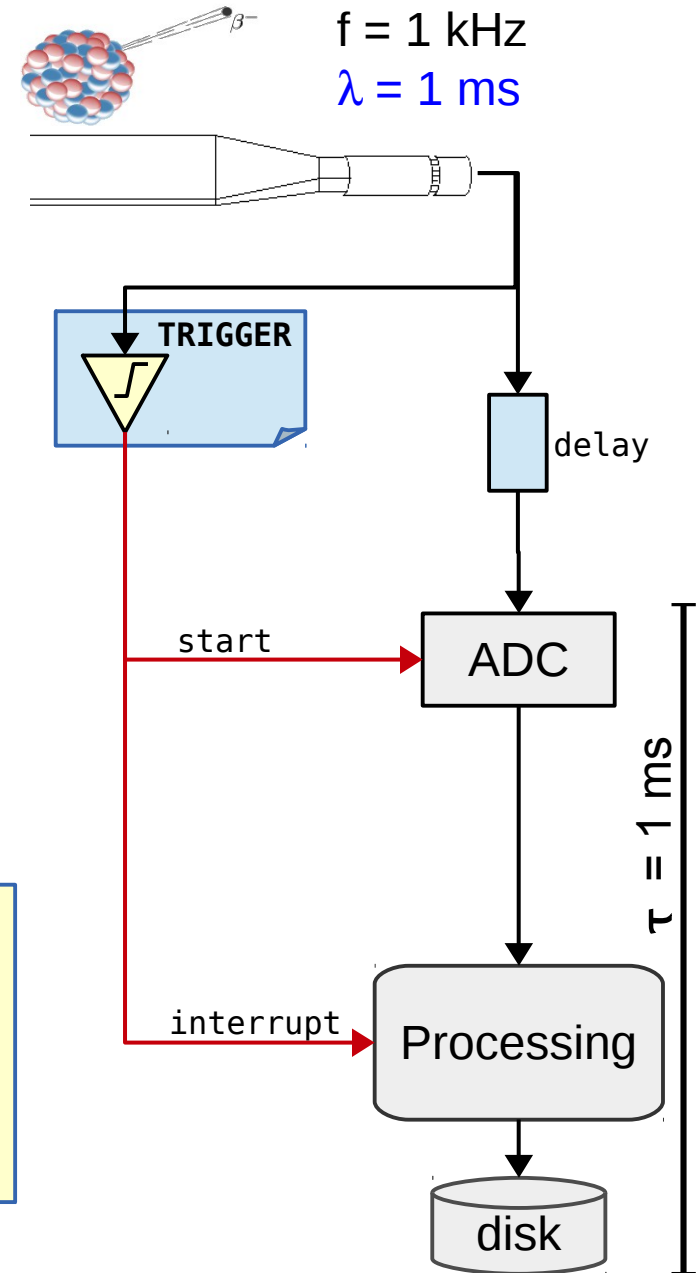 β⁻
f = 1 kHz
λ = 1 ms
TRIGGER
delay
start
ADC
τ = 1 ms
interrupt
Processing
disk